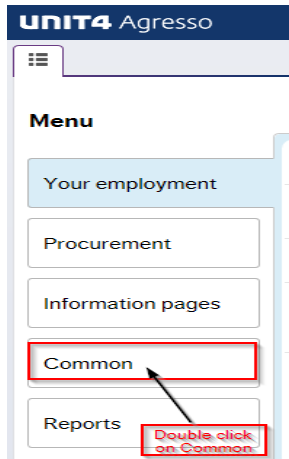 UNIT4 Agresso
Menu
Your employment
Procurement
Information pages
Common
Reports
Double click
on Common